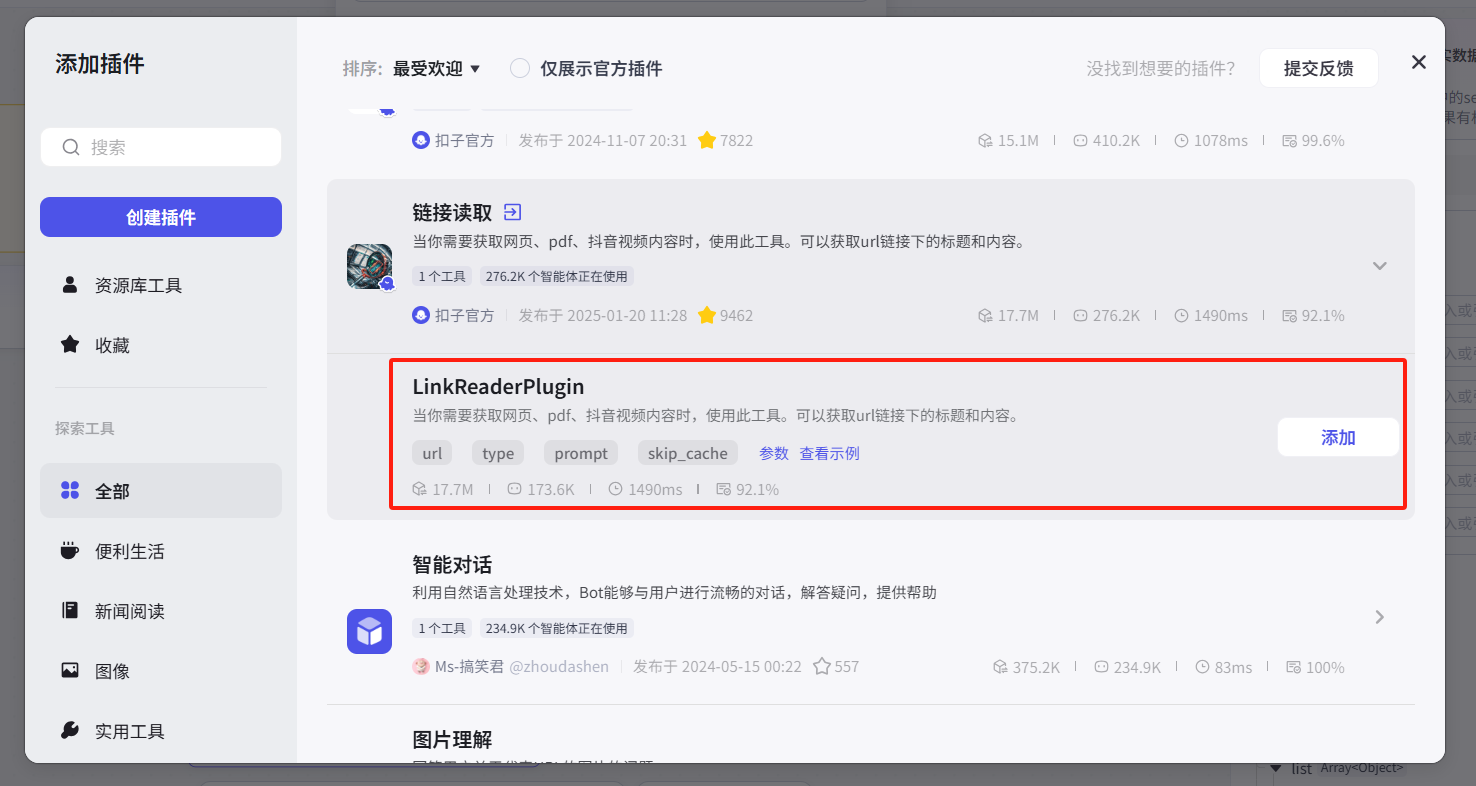 添加插件
搜索
创建插件
资源库工具
收藏
探索工具
全部
便利生活
新闻阅读
图像
实用工具
排序: 最受欢迎 仅展示官方插件
没找到想要的插件? 提交反馈
扣子官方 发布于 2024-11-07 20:31 7822 15.1M 410.2K 1078ms 99.6%
链接读取
当你需要获取网页、pdf、抖音视频内容时，使用此工具。可以获取url链接下的标题和内容。
1 个工具 276.2K 个智能体正在使用
扣子官方 发布于 2025-01-20 11:28 9462 17.7M 276.2K 1490ms 92.1%
LinkReaderPlugin
当你需要获取网页、pdf、抖音视频内容时，使用此工具。可以获取url链接下的标题和内容。
url type prompt skip_cache 参数 查看示例
添加
17.7M 173.6K 1490ms 92.1%
智能对话
利用自然语言处理技术，Bot能够与用户进行流畅的对话，解答疑问，提供帮助
1 个工具 234.9K 个智能体正在使用
Ms-搞笑君 @zhoudashen 发布于 2024-05-15 00:22 557 375.2K 234.9K 83ms 100%
图片理解
list Array<Object>